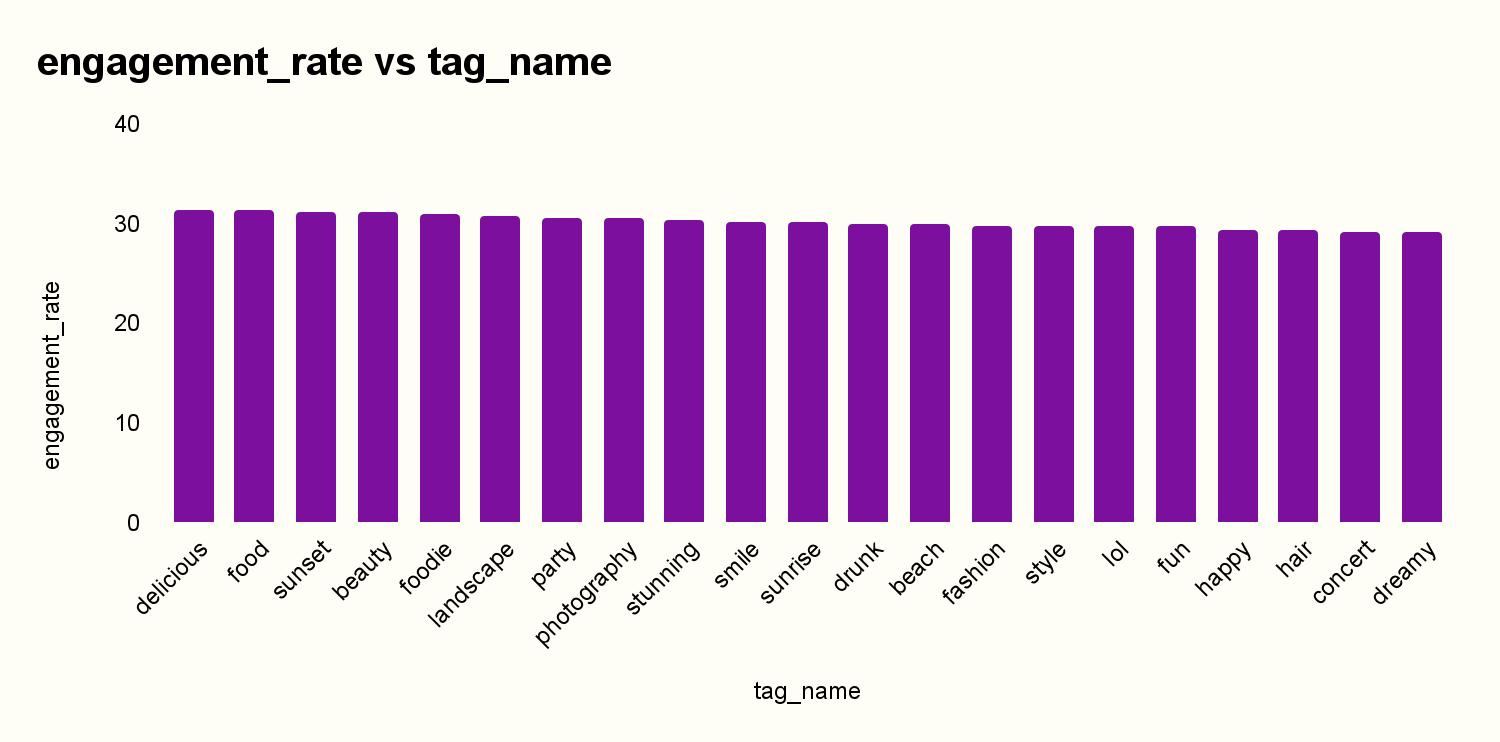 engagement_rate vs tag_name
40
30
20
10
0
engagement_rate
delicious
food
sunset
beauty
foodie
landscape
party
photography
stunning
smile
sunrise
drunk
beach
fashion
style
lol
fun
happy
hair
concert
dreamy
tag_name